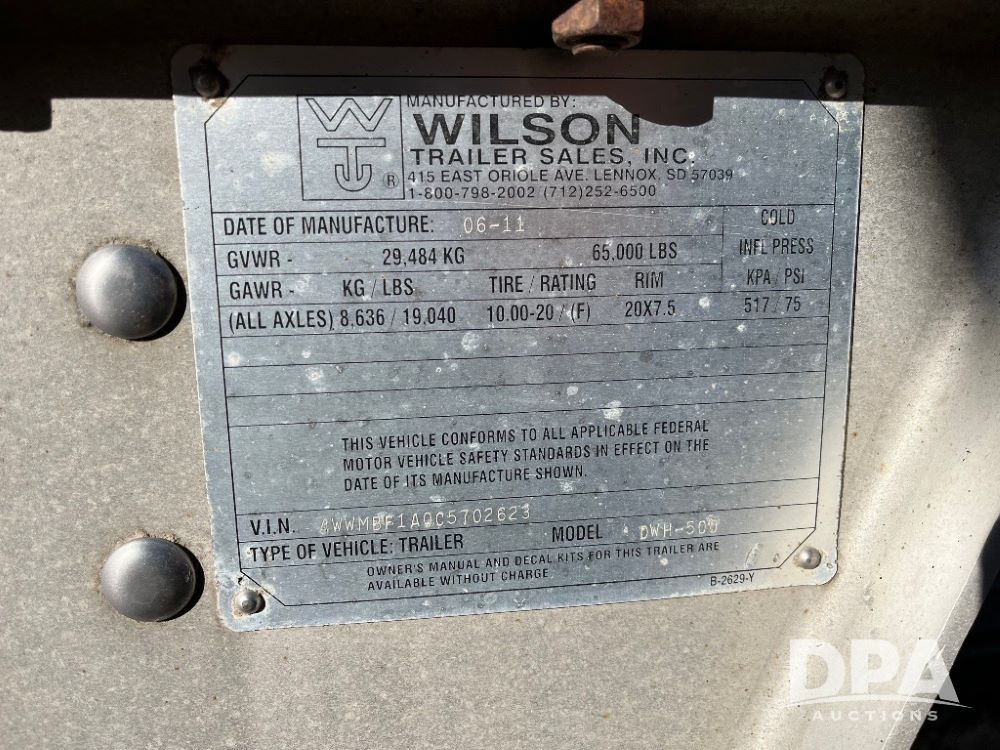 MANUFACTURED BY:
WILSON
TRAILER SALES, INC.
415 EAST ORIOLE AVE. LENNOX, SD 57039
1-800-798-2002 (712)252-6500
WT ®
DATE OF MANUFACTURE: 06-11 COLD
GVWR - 29,484 KG 65,000 LBS INFL PRESS
GAWR - KG / LBS TIRE / RATING RIM KPA / PSI
(ALL AXLES) 8,636 / 19,040 10.00-20 / (F) 20X7.5 517 / 75
THIS VEHICLE CONFORMS TO ALL APPLICABLE FEDERAL
MOTOR VEHICLE SAFETY STANDARDS IN EFFECT ON THE
DATE OF ITS MANUFACTURE SHOWN.
V.I.N. 4WWMBF1A0C5702623
TYPE OF VEHICLE: TRAILER MODEL DWH-500
OWNER'S MANUAL AND DECAL KITS FOR THIS TRAILER ARE
AVAILABLE WITHOUT CHARGE B-2629-Y
DPA
AUCTIONS